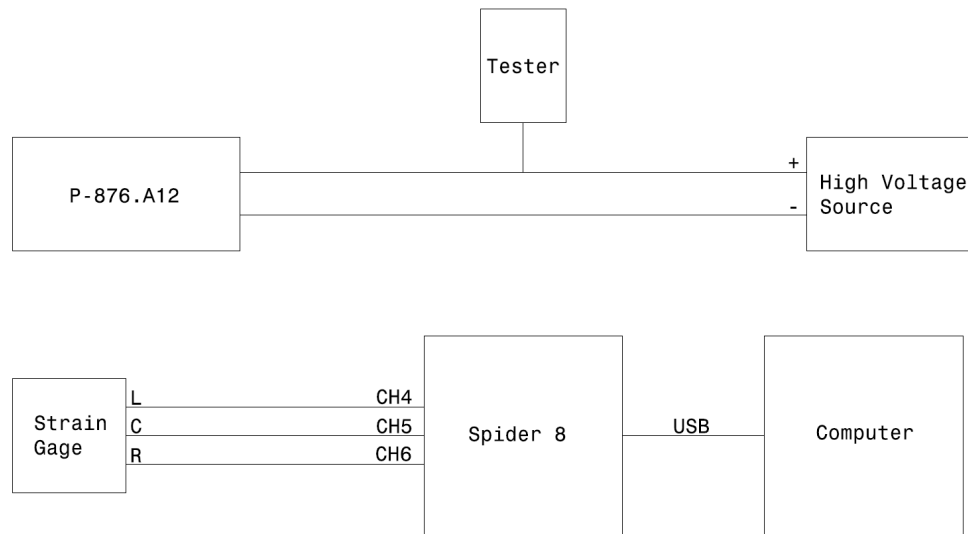 Tester
P-876.A12
+
-
High Voltage
Source
Strain
Gage
L
C
R
CH4
CH5
CH6
Spider 8
USB
Computer